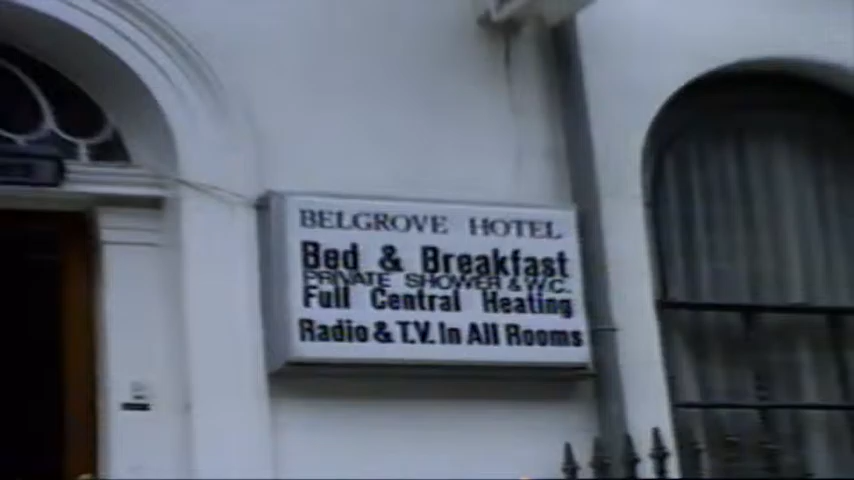 BELGROVE HOTEL
Bed & Breakfast
PRIVATE SHOWER & W.C.
Full Central Heating
Radio & T.V. In All Rooms